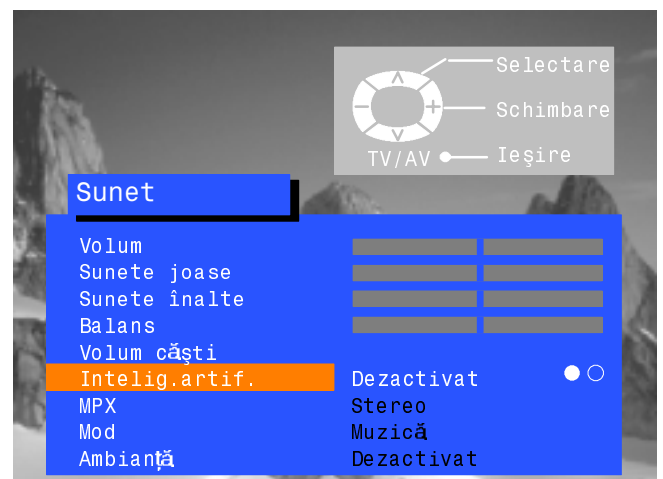 Selectare
Schimbare
TV/AV Ieşire
Sunet
Volum
Sunete joase
Sunete înalte
Balans
Volum căşti
Intelig.artif. Dezactivat
MPX Stereo
Mod Muzică
Ambianţă Dezactivat